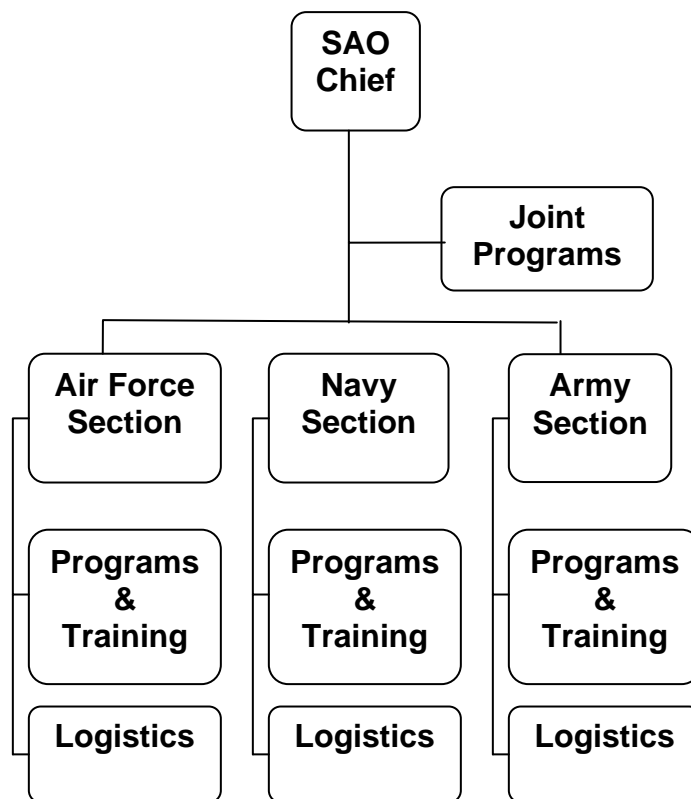 SAO
Chief
Joint
Programs
Air Force
Section
Navy
Section
Army
Section
Programs
&
Training
Programs
&
Training
Programs
&
Training
Logistics
Logistics
Logistics